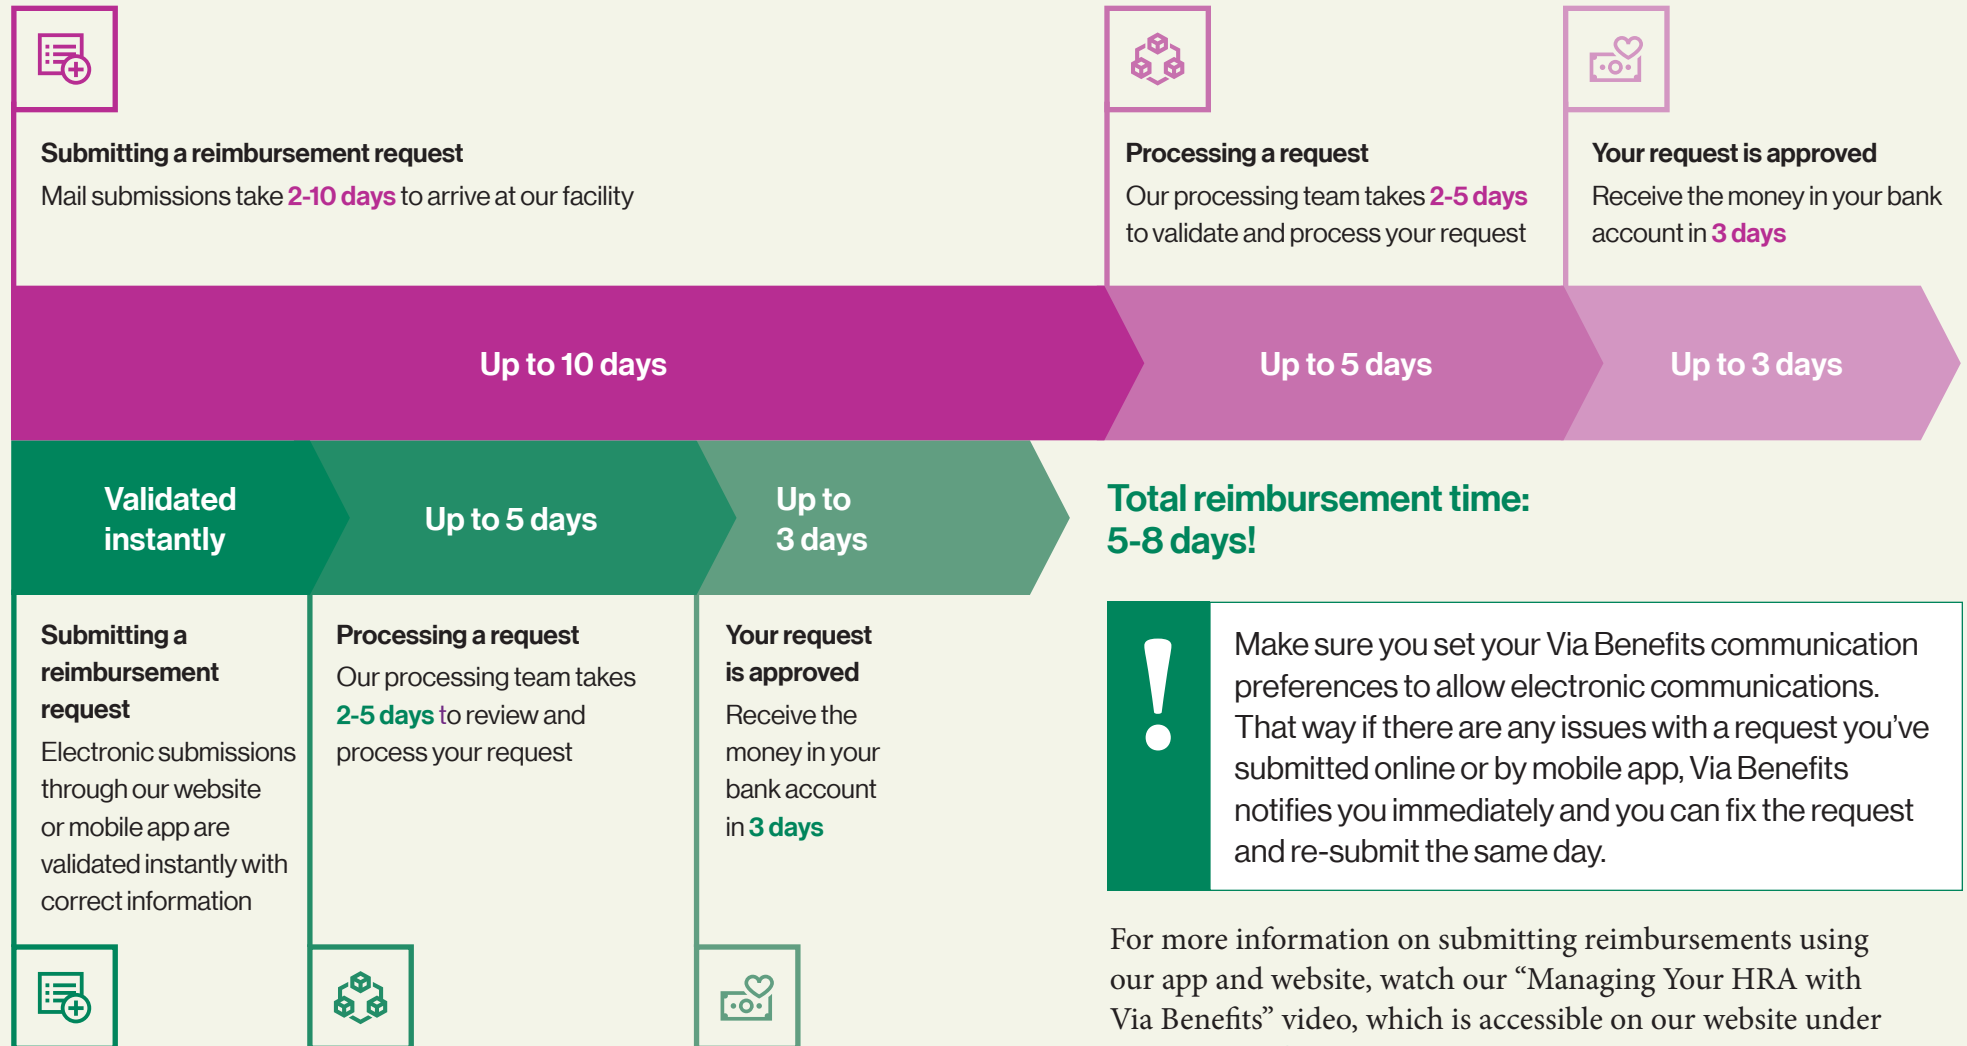 Submitting a reimbursement request
Mail submissions take 2-10 days to arrive at our facility
Processing a request
Our processing team takes 2-5 days
to validate and process your request
Your request is approved
Receive the money in your bank
account in 3 days
Up to 10 days
Up to 5 days
Up to 3 days
Validated
instantly
Up to 5 days
Up to
3 days
Submitting a
reimbursement
request
Electronic submissions
through our website
or mobile app are
validated instantly with
correct information
Processing a request
Our processing team takes
2-5 days to review and
process your request
Your request
is approved
Receive the
money in your
bank account
in 3 days
Total reimbursement time:
5-8 days!
!
Make sure you set your Via Benefits communication
preferences to allow electronic communications.
That way if there are any issues with a request you’ve
submitted online or by mobile app, Via Benefits
notifies you immediately and you can fix the request
and re-submit the same day.
For more information on submitting reimbursements using
our app and website, watch our “Managing Your HRA with
Via Benefits” video, which is accessible on our website under